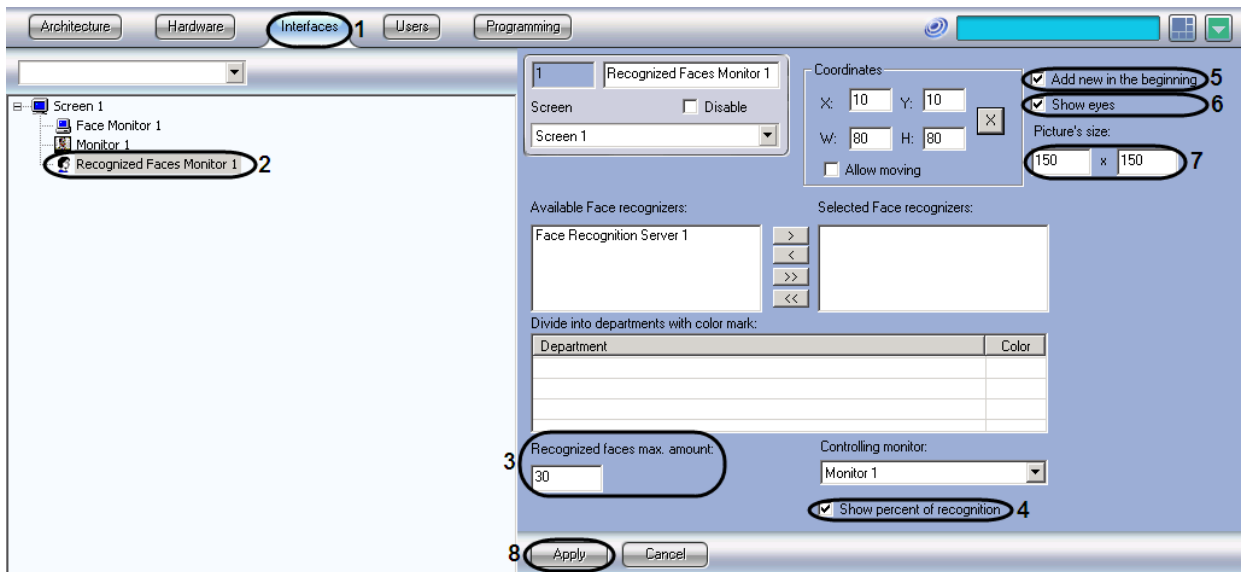 Architecture Hardware Interfaces 1 Users Programming
Screen 1
Face Monitor 1
Monitor 1
Recognized Faces Monitor 1 2
1 Recognized Faces Monitor 1
Screen Disable
Screen 1
Coordinates
X: 10 Y: 10
X
W: 80 H: 80
Allow moving
Add new in the beginning 5
Show eyes 6
Picture's size:
150 x 150 7
Available Face recognizers: Selected Face recognizers:
Face Recognition Server 1
>
<
>>
<<
Divide into departments with color mark:
Department Color
3 Recognized faces max. amount:
30
Controlling monitor:
Monitor 1
Show percent of recognition 4
8 Apply Cancel